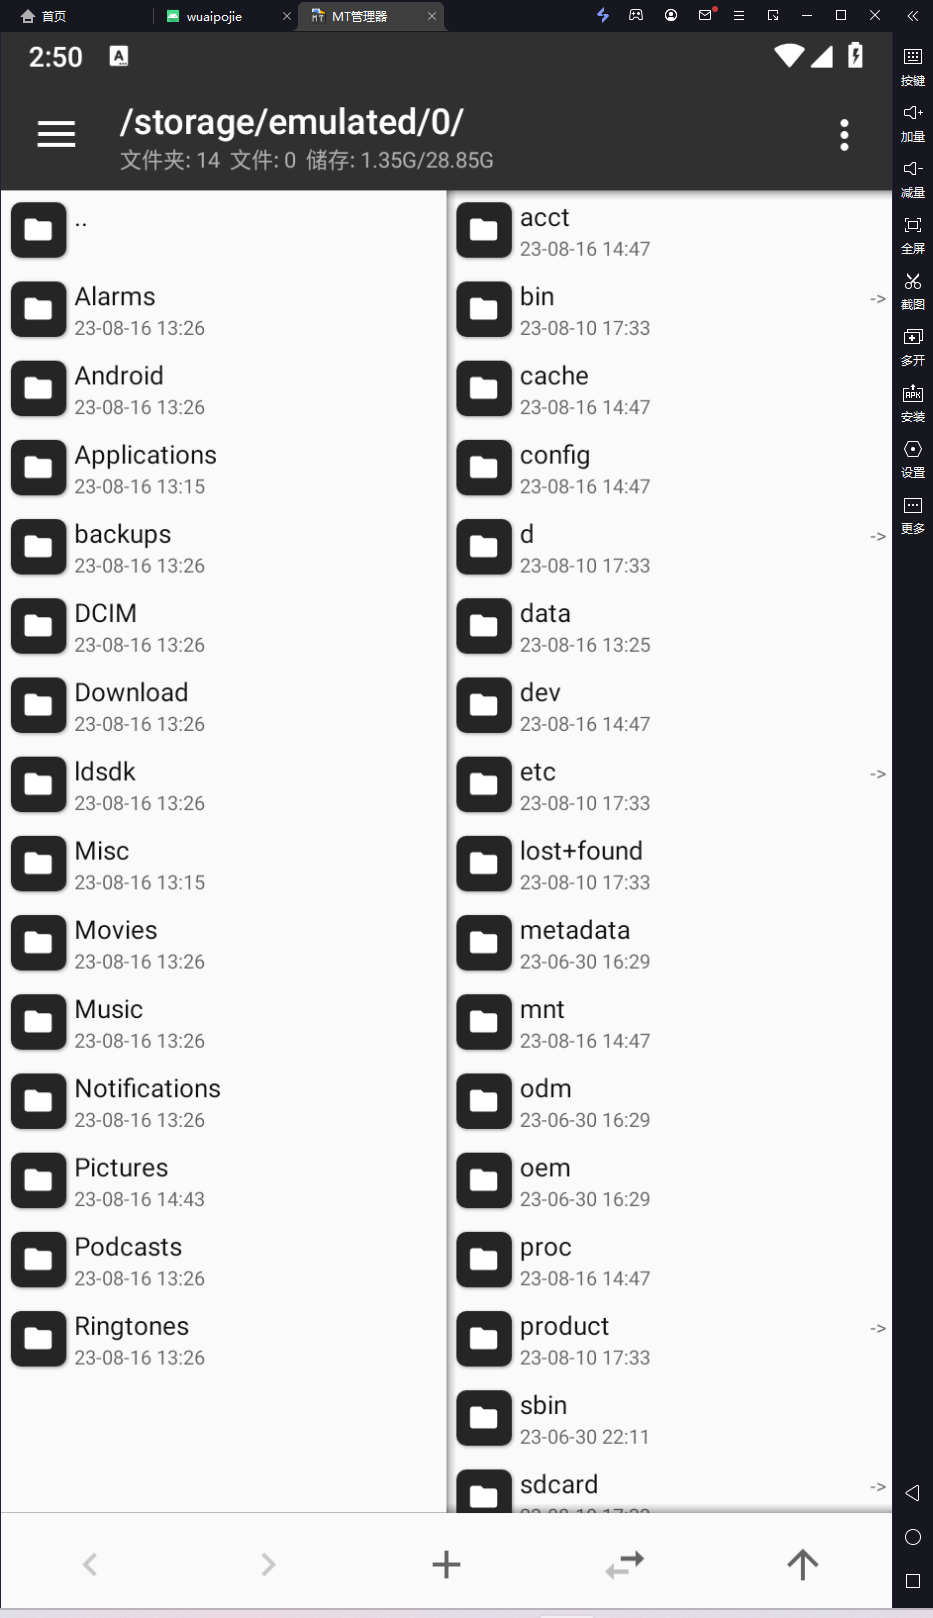 首页
wuaipojie
MT管理器
2:50
/storage/emulated/0/
文件夹: 14 文件: 0 储存: 1.35G/28.85G
..
Alarms
23-08-16 13:26
Android
23-08-16 13:26
Applications
23-08-16 13:15
backups
23-08-16 13:26
DCIM
23-08-16 13:26
Download
23-08-16 13:26
ldsdk
23-08-16 13:26
Misc
23-08-16 13:15
Movies
23-08-16 13:26
Music
23-08-16 13:26
Notifications
23-08-16 13:26
Pictures
23-08-16 14:43
Podcasts
23-08-16 13:26
Ringtones
23-08-16 13:26
acct
23-08-16 14:47
bin ->
23-08-10 17:33
cache
23-08-16 14:47
config
23-08-16 14:47
d ->
23-08-10 17:33
data
23-08-16 13:25
dev
23-08-16 14:47
etc ->
23-08-10 17:33
lost+found
23-08-10 17:33
metadata
23-06-30 16:29
mnt
23-08-16 14:47
odm
23-06-30 16:29
oem
23-06-30 16:29
proc
23-08-16 14:47
product ->
23-08-10 17:33
sbin
23-06-30 22:11
sdcard ->
按键
加量
减量
全屏
截图
多开
安装
设置
更多